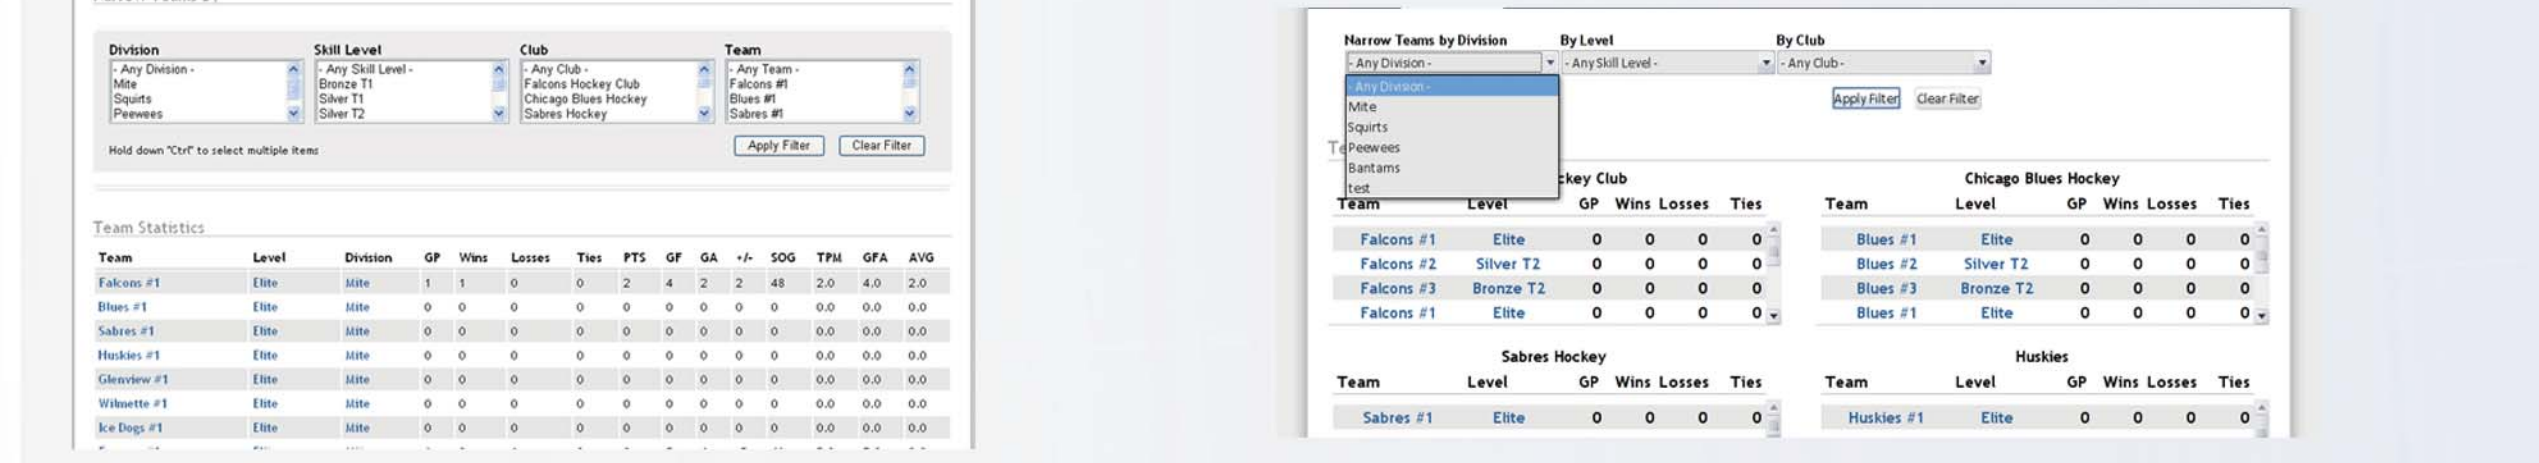 Division Skill Level Club Team
- Any Division - - Any Skill Level - - Any Club - - Any Team -
Mite Bronze T1 Falcons Hockey Club Falcons #1
Squirts Silver T1 Chicago Blues Hockey Blues #1
Peewees Silver T2 Sabres Hockey Sabres #1
Hold down "Ctrl" to select multiple items Apply Filter Clear Filter
Team Statistics
Team Level Division GP Wins Losses Ties PTS GF GA +/- SOG TPM GFA AVG
Falcons #1 Elite Mite 1 1 0 0 2 4 2 2 48 2.0 4.0 2.0
Blues #1 Elite Mite 0 0 0 0 0 0 0 0 0 0.0 0.0 0.0
Sabres #1 Elite Mite 0 0 0 0 0 0 0 0 0 0.0 0.0 0.0
Huskies #1 Elite Mite 0 0 0 0 0 0 0 0 0 0.0 0.0 0.0
Glenview #1 Elite Mite 0 0 0 0 0 0 0 0 0 0.0 0.0 0.0
Wilmette #1 Elite Mite 0 0 0 0 0 0 0 0 0 0.0 0.0 0.0
Ice Dogs #1 Elite Mite 0 0 0 0 0 0 0 0 0 0.0 0.0 0.0
Narrow Teams by Division By Level By Club
- Any Division - - Any Skill Level - - Any Club -
- Any Division -
Mite
Squirts
Peewees
Bantams
test
Apply Filter Clear Filter
Te
ckey Club
Team Level GP Wins Losses Ties
Falcons #1 Elite 0 0 0 0
Falcons #2 Silver T2 0 0 0 0
Falcons #3 Bronze T2 0 0 0 0
Falcons #1 Elite 0 0 0 0
Chicago Blues Hockey
Team Level GP Wins Losses Ties
Blues #1 Elite 0 0 0 0
Blues #2 Silver T2 0 0 0 0
Blues #3 Bronze T2 0 0 0 0
Blues #1 Elite 0 0 0 0
Sabres Hockey
Team Level GP Wins Losses Ties
Sabres #1 Elite 0 0 0 0
Huskies
Team Level GP Wins Losses Ties
Huskies #1 Elite 0 0 0 0